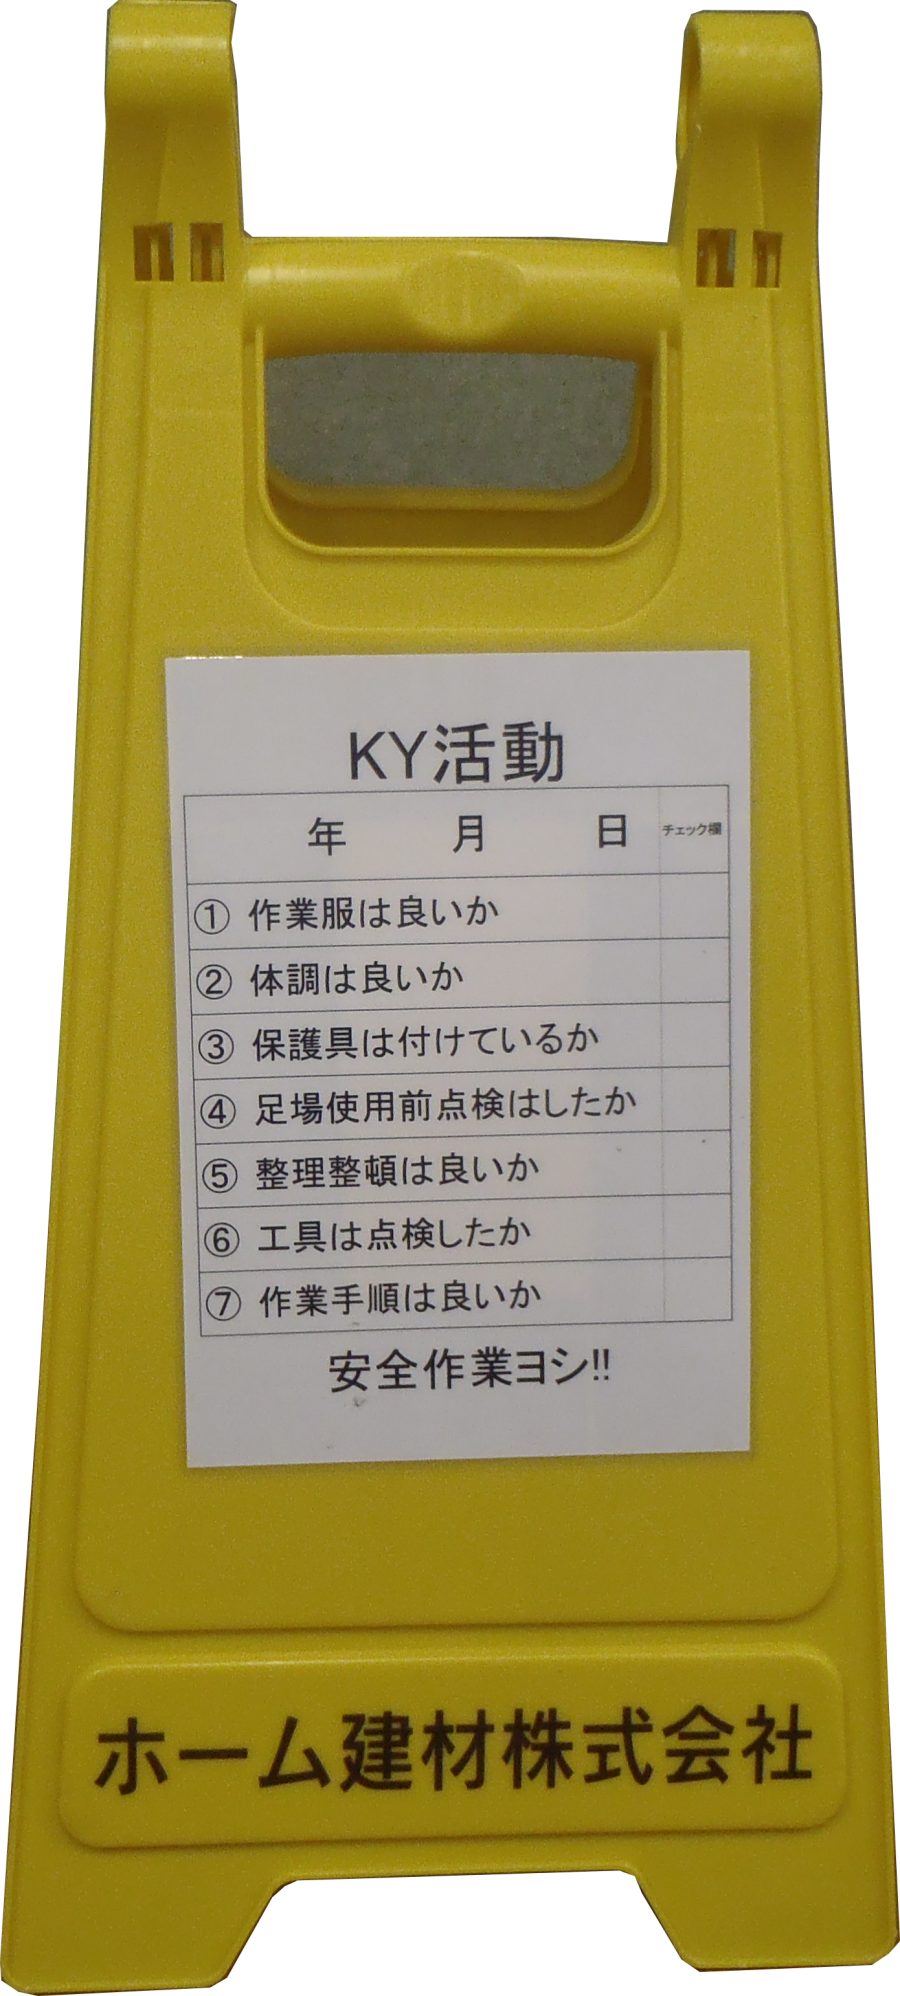 KY活動
年 月 日 チェック欄
① 作業服は良いか
② 体調は良いか
③ 保護具は付けているか
④ 足場使用前点検はしたか
⑤ 整理整頓は良いか
⑥ 工具は点検したか
⑦ 作業手順は良いか
安全作業ヨシ!!
ホーム建材株式会社